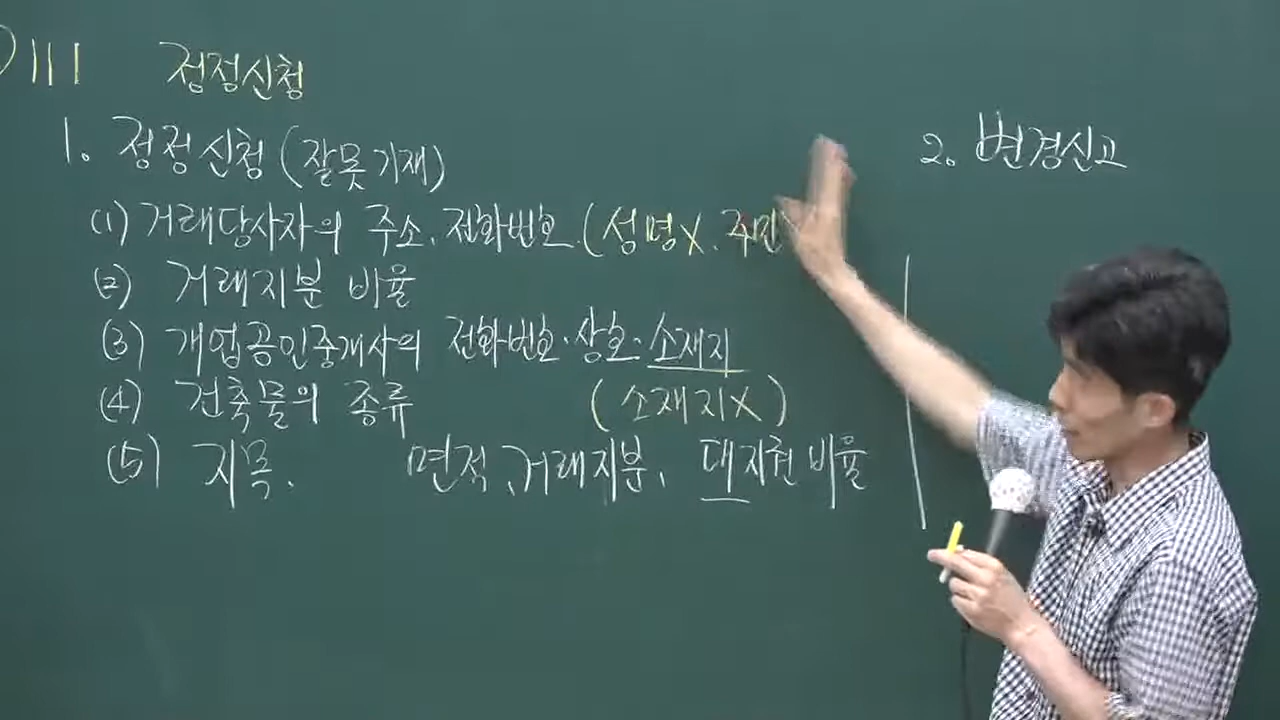 III 정정신청
1. 정정신청 (잘못기재)
(1) 거래당사자의 주소. 전화번호. (성명X. 주민
(2) 거래지분 비율
(3) 개업공인중개사의 전화번호·상호·소재지
(4) 건축물의 종류 (소재지X)
(5) 지목. 면적, 거래지분, 대지권비율
2. 변경신고